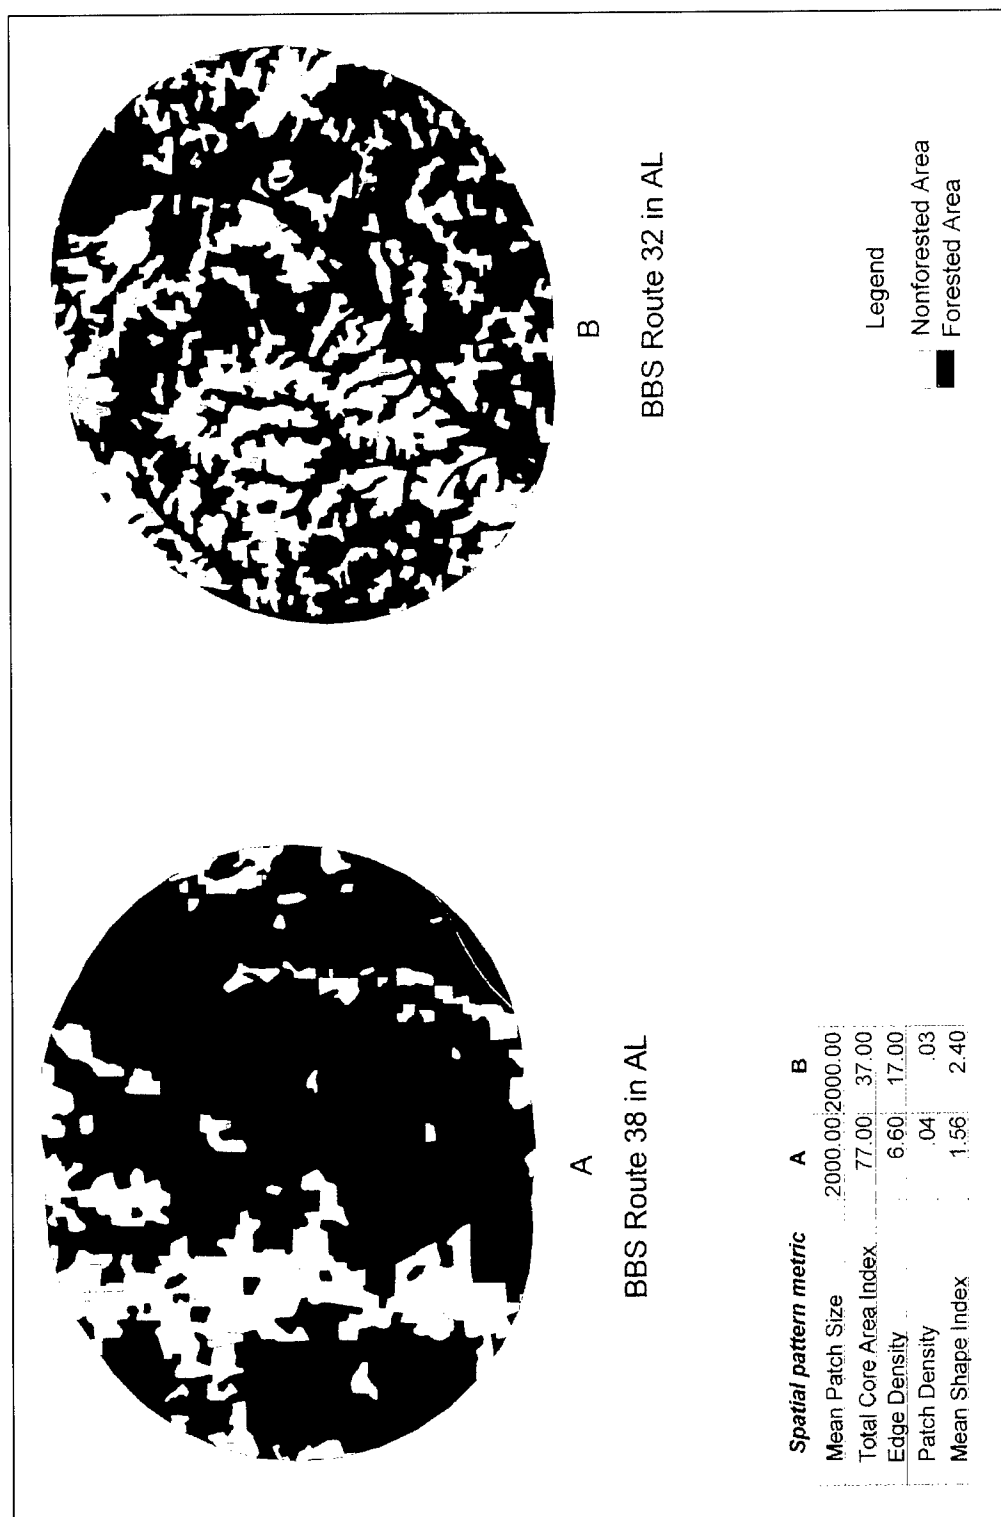 A
BBS Route 38 in AL
B
BBS Route 32 in AL
Spatial pattern metric A B
Mean Patch Size 2000.00 2000.00
Total Core Area Index 77.00 37.00
Edge Density 6.60 17.00
Patch Density .04 .03
Mean Shape Index 1.56 2.40
Legend
Nonforested Area
Forested Area